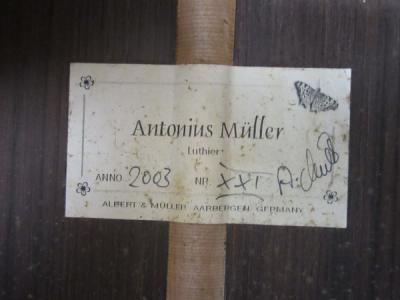 Antonius Müller
Luthier
ANNO 2003 NR. XXI
ALBERT & MÜLLER AARBERGEN GERMANY